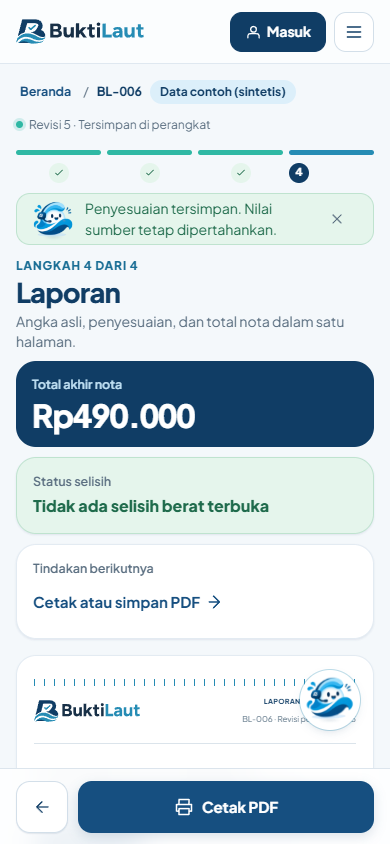 BuktiLaut
Masuk
Beranda / BL-006 Data contoh (sintetis)
Revisi 5 · Tersimpan di perangkat
4
Penyesuaian tersimpan. Nilai
sumber tetap dipertahankan.
LANGKAH 4 DARI 4
Laporan
Angka asli, penyesuaian, dan total nota dalam satu
halaman.
Total akhir nota
Rp490.000
Status selisih
Tidak ada selisih berat terbuka
Tindakan berikutnya
Cetak atau simpan PDF
BuktiLaut
LAPORAN
BL-006 · Revisi
Cetak PDF